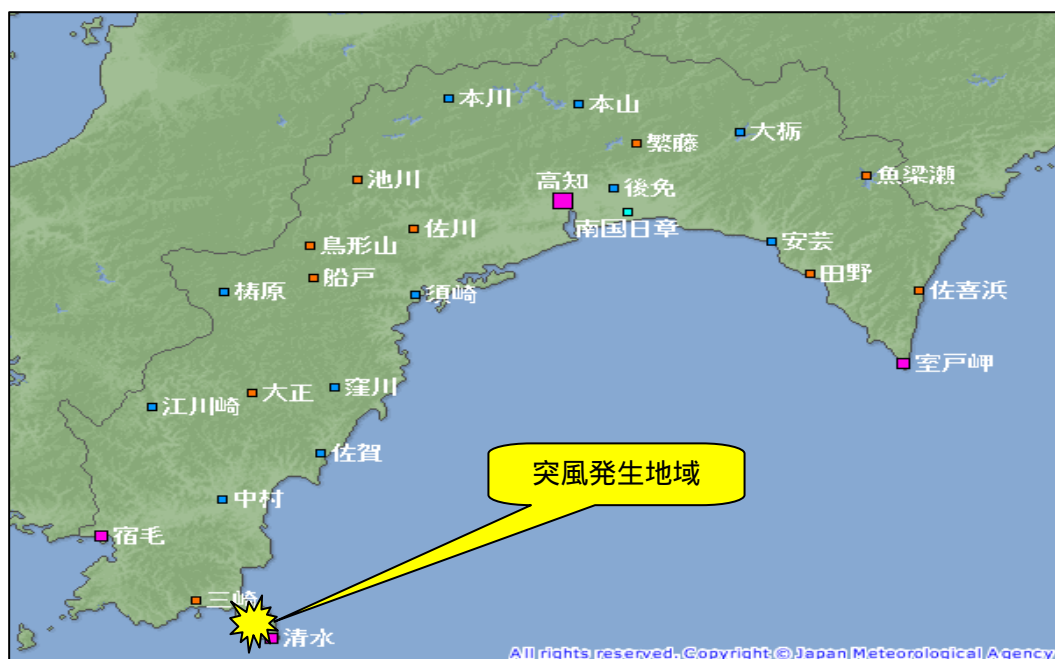 本川
本山
大栃
繁藤
池川
魚梁瀬
高知
後免
佐川
南国日章
鳥形山
安芸
船戸
田野
梼原
須崎
佐喜浜
室戸岬
窪川
大正
江川崎
佐賀
突風発生地域
中村
宿毛
三崎
清水
All rights reserved. Copyright © Japan Meteorological Agency